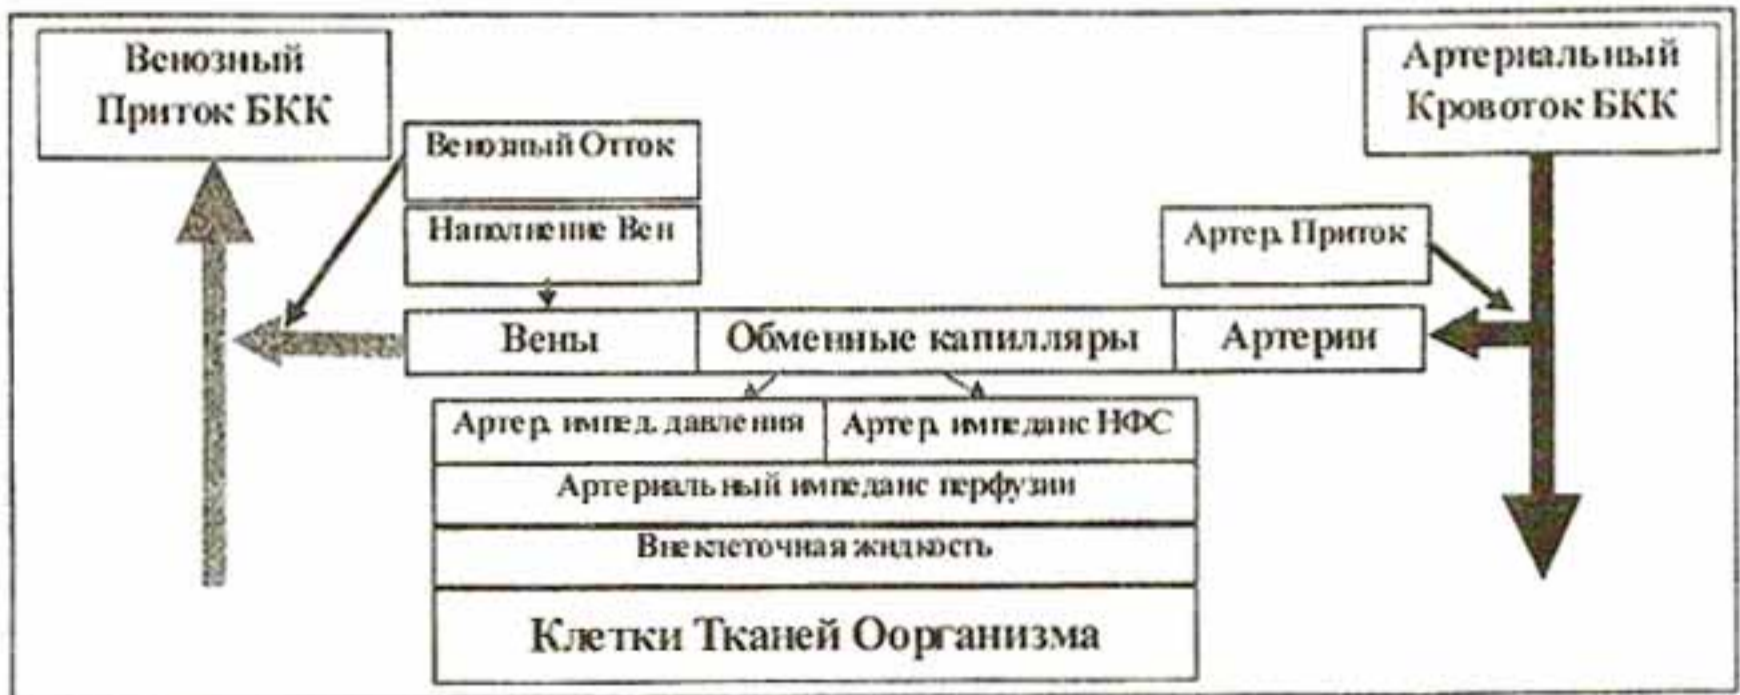 Венозный
Приток БКК
Артериальный
Кровоток БКК
Венозный Отток
Наполнение Вен
Артер. Приток
Вены
Обменные капилляры
Артерии
Артер. импед. давления
Артер. импеданс НФС
Артериальный импеданс перфузии
Внеклеточная жидкость
Клетки Тканей Оорганизма